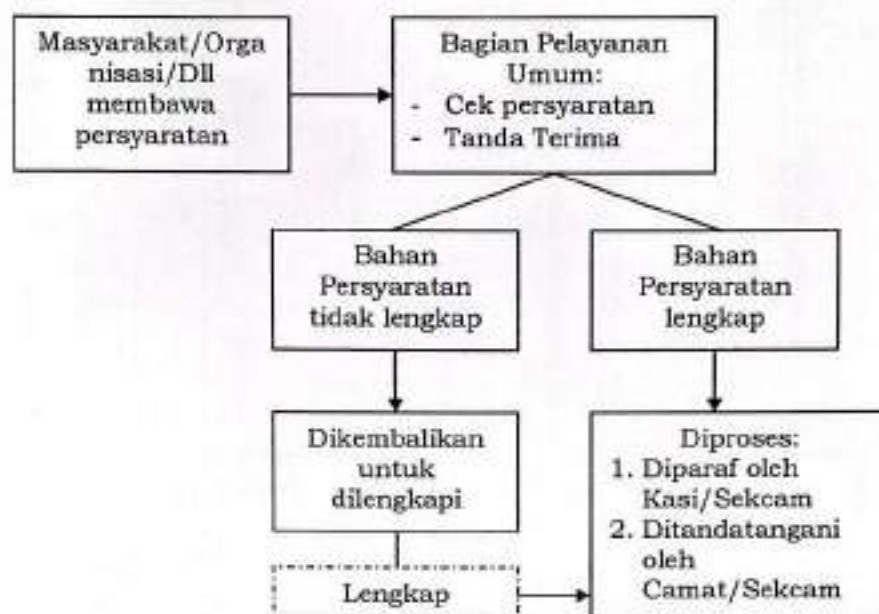 Masyarakat/Orga
nisasi/Dll
membawa
persyaratan
Bagian Pelayanan
Umum:
- Cek persyaratan
- Tanda Terima
Bahan
Persyaratan
tidak lengkap
Bahan
Persyaratan
lengkap
Dikembalikan
untuk
dilengkapi
Diproses:
1. Diparaf oleh
Kasi/Sekcam
2. Ditandatangani
oleh
Camat/Sekcam
Lengkap